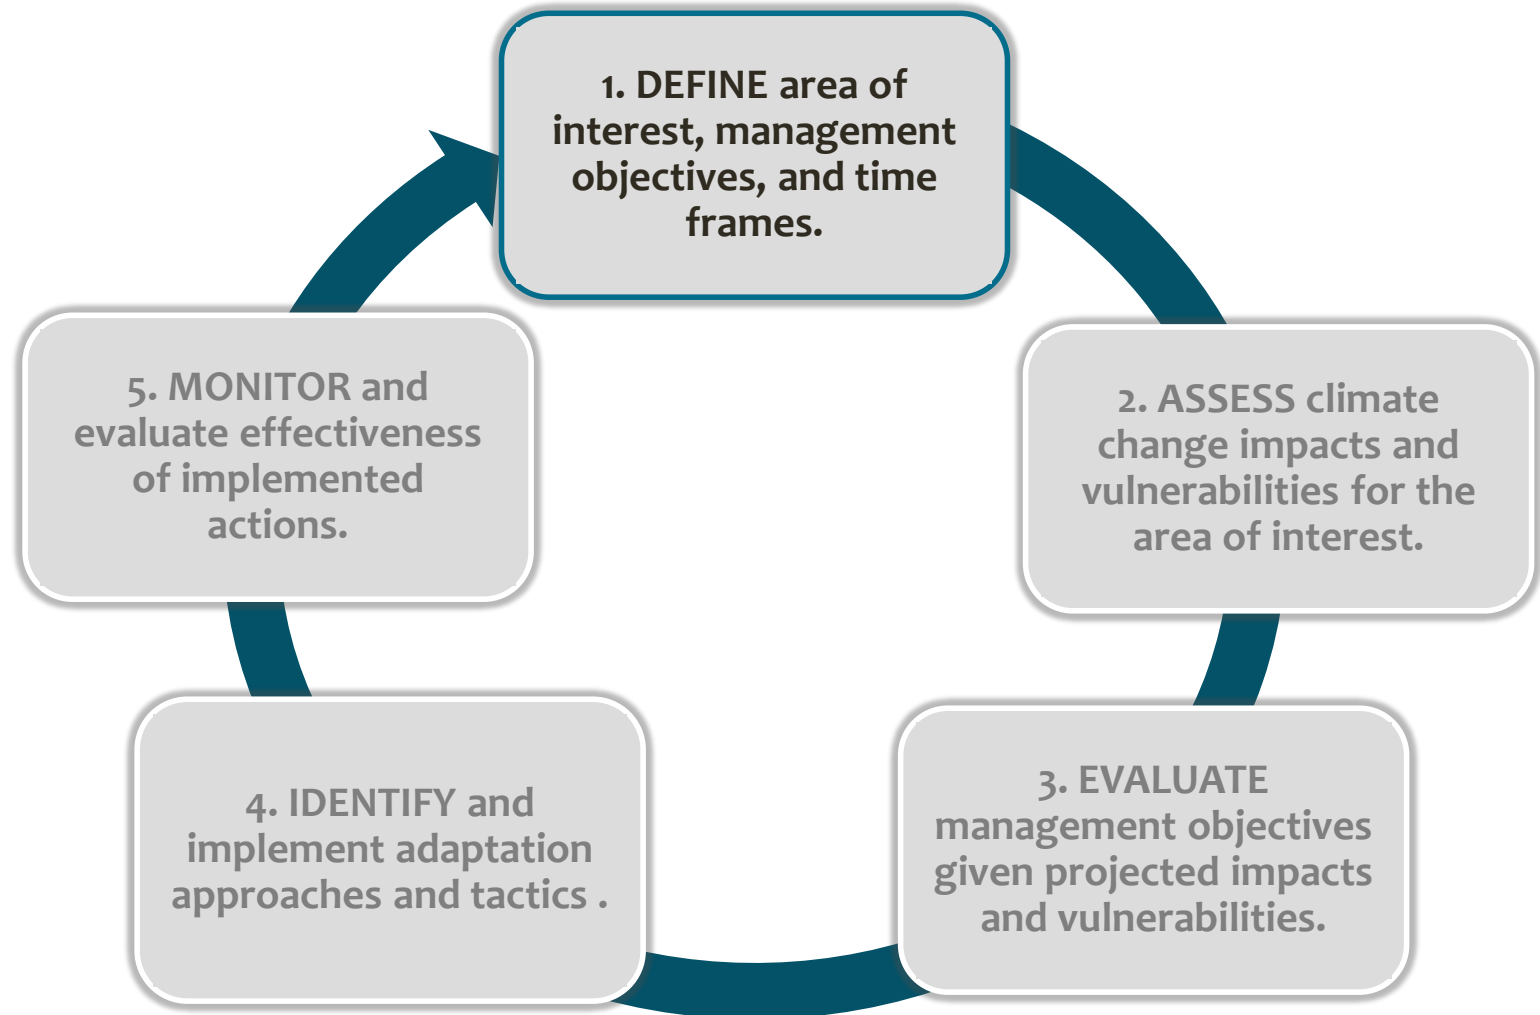 1. DEFINE area of
interest, management
objectives, and time
frames.
2. ASSESS climate
change impacts and
vulnerabilities for the
area of interest.
3. EVALUATE
management objectives
given projected impacts
and vulnerabilities.
4. IDENTIFY and
implement adaptation
approaches and tactics .
5. MONITOR and
evaluate effectiveness
of implemented
actions.